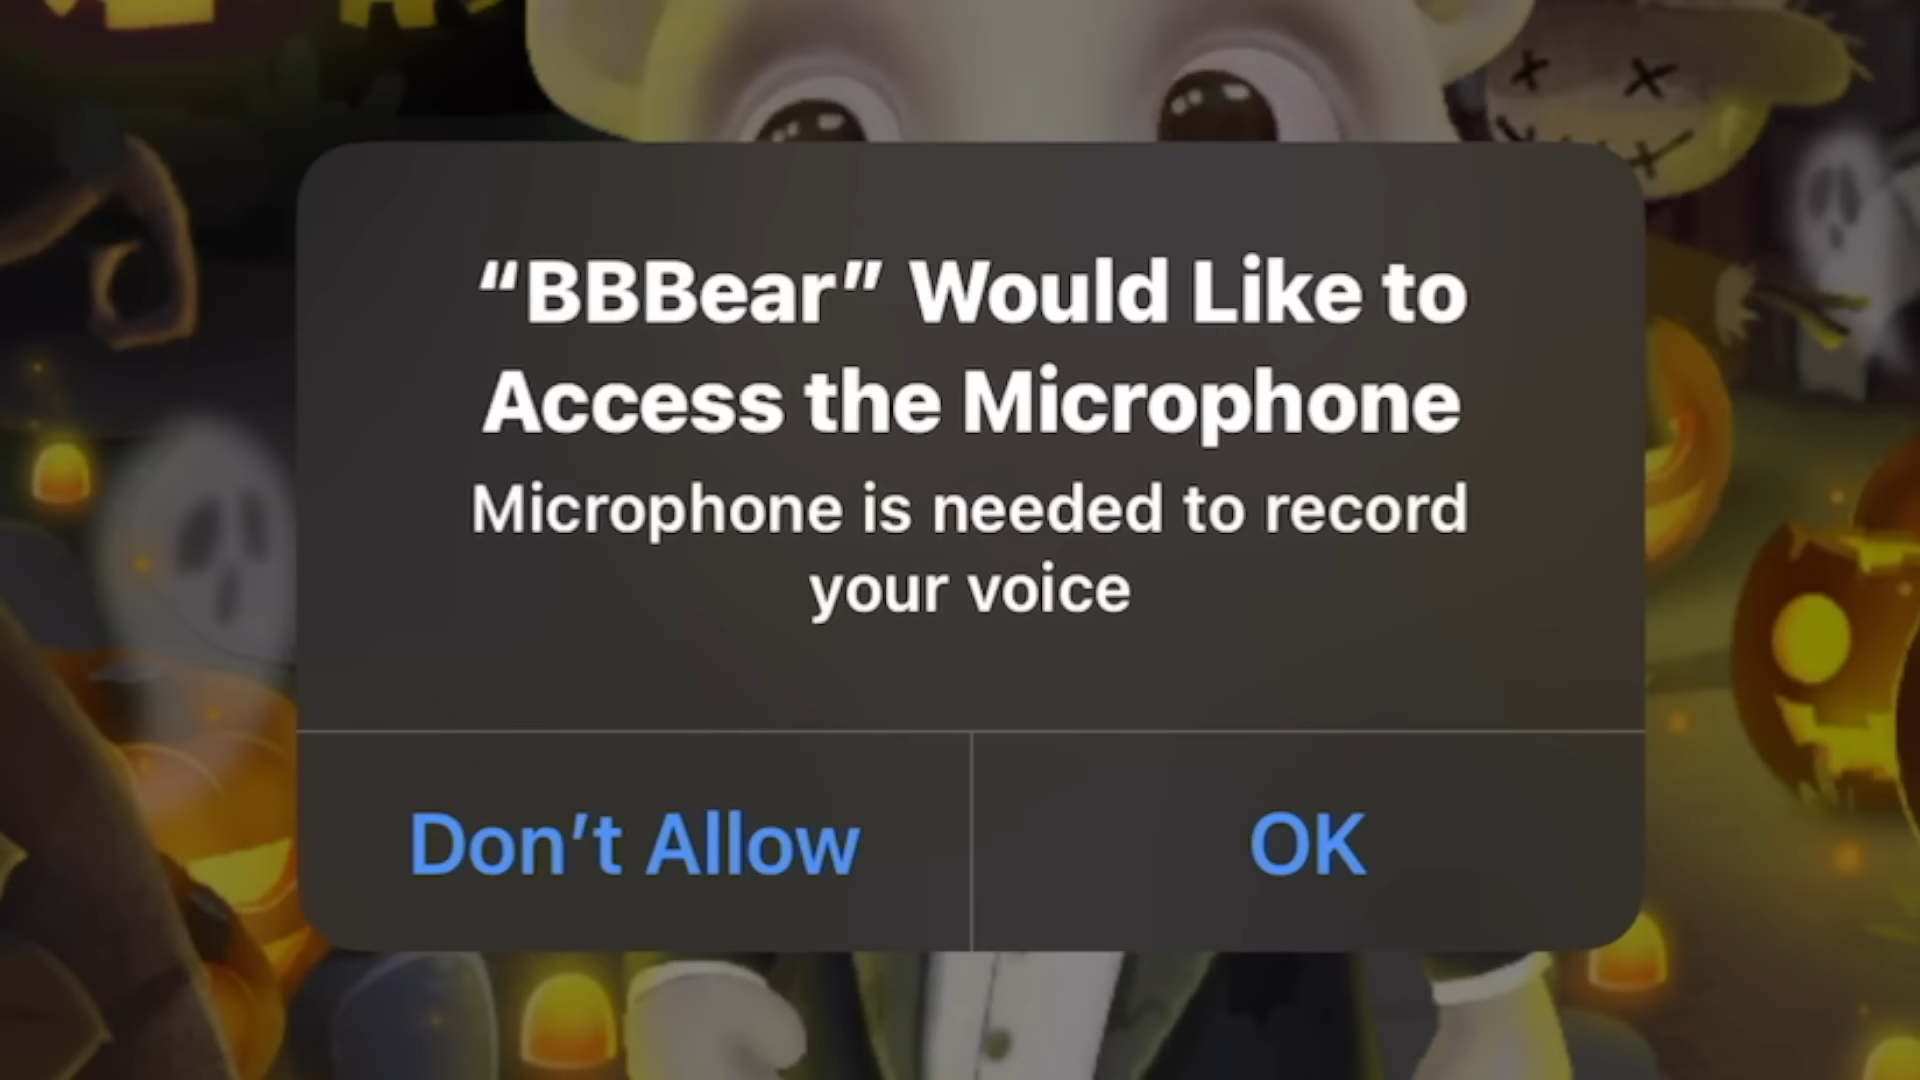 “BBBear” Would Like to
Access the Microphone
Microphone is needed to record
your voice
Don’t Allow
OK